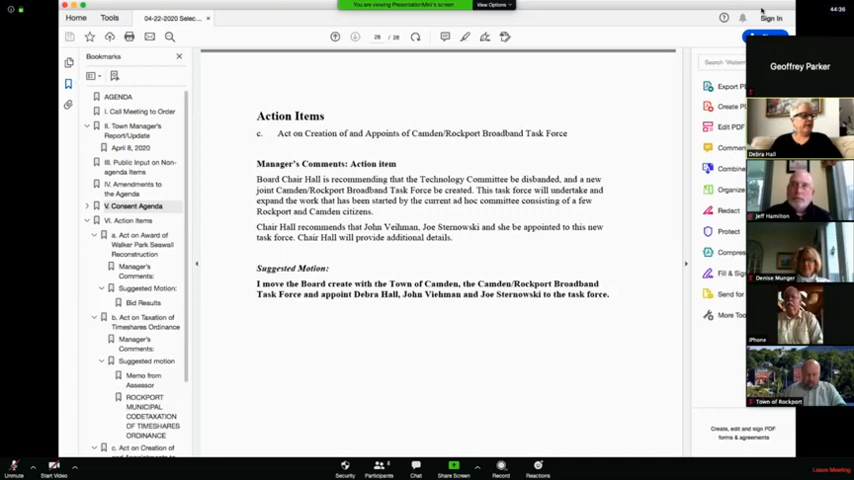 You are viewing PresentationMini's screen
View Options
44:36
Home
Tools
04-22-2020 Selec...
Sign In
28 / 28
Bookmarks
AGENDA
I. Call Meeting to Order
II. Town Manager's
Report/Update
April 8, 2020
III. Public Input on Non-
agenda Items
IV. Amendments to
the Agenda
V. Consent Agenda
VI. Action Items
a. Act on Award of
Walker Park Seawall
Reconstruction
Manager's
Comments:
Suggested Motion:
Bid Results
b. Act on Taxation of
Timeshares Ordinance
Manager's
Comments:
Suggested motion
Memo from
Assessor
ROCKPORT
MUNICIPAL
CODETAXATION
OF TIMESHARES
ORDINANCE
c. Act on Creation of
Action Items
c. Act on Creation of and Appoints of Camden/Rockport Broadband Task Force
Manager's Comments: Action item
Board Chair Hall is recommending that the Technology Committee be disbanded, and a new
joint Camden/Rockport Broadband Task Force be created. This task force will undertake and
expand the work that has been started by the current ad hoc committee consisting of a few
Rockport and Camden citizens.
Chair Hall recommends that John Veihman, Joe Sternowski and she be appointed to this new
task force. Chair Hall will provide additional details.
Suggested Motion:
I move the Board create with the Town of Camden, the Camden/Rockport Broadband
Task Force and appoint Debra Hall, John Viehman and Joe Sternowski to the task force.
Search 'Waterm
Export P
Create P
Edit PDF
Comme
Combine
Organiz
Redact
Protect
Compres
Fill & Sig
Send for
More Too
Create, edit and sign PDF
forms & agreements
Geoffrey Parker
Debra Hall
Jeff Hamilton
Denise Munger
iPhone
Town of Rockport
Unmute
Start Video
Security
Participants
6
Chat
Share Screen
Record
Reactions
Leave Meeting